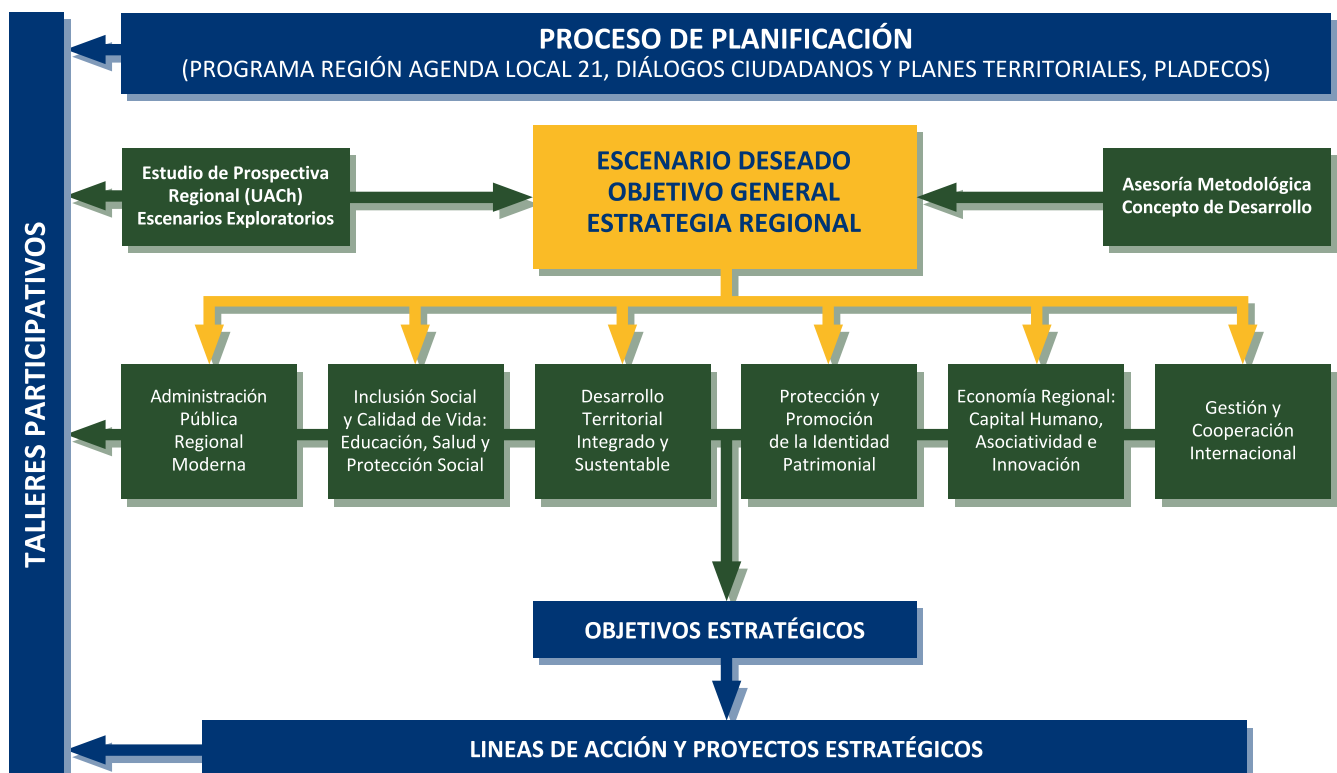 PROCESO DE PLANIFICACIÓN
(PROGRAMA REGIÓN AGENDA LOCAL 21, DIÁLOGOS CIUDADANOS Y PLANES TERRITORIALES, PLADECOS)
TALLERES PARTICIPATIVOS
Estudio de Prospectiva
Regional (UACh)
Escenarios Exploratorios
ESCENARIO DESEADO
OBJETIVO GENERAL
ESTRATEGIA REGIONAL
Asesoría Metodológica
Concepto de Desarrollo
Administración
Pública
Regional
Moderna
Inclusión Social
y Calidad de Vida:
Educación, Salud y
Protección Social
Desarrollo
Territorial
Integrado y
Sustentable
Protección y
Promoción
de la Identidad
Patrimonial
Economía Regional:
Capital Humano,
Asociatividad e
Innovación
Gestión y
Cooperación
Internacional
OBJETIVOS ESTRATÉGICOS
LINEAS DE ACCIÓN Y PROYECTOS ESTRATÉGICOS